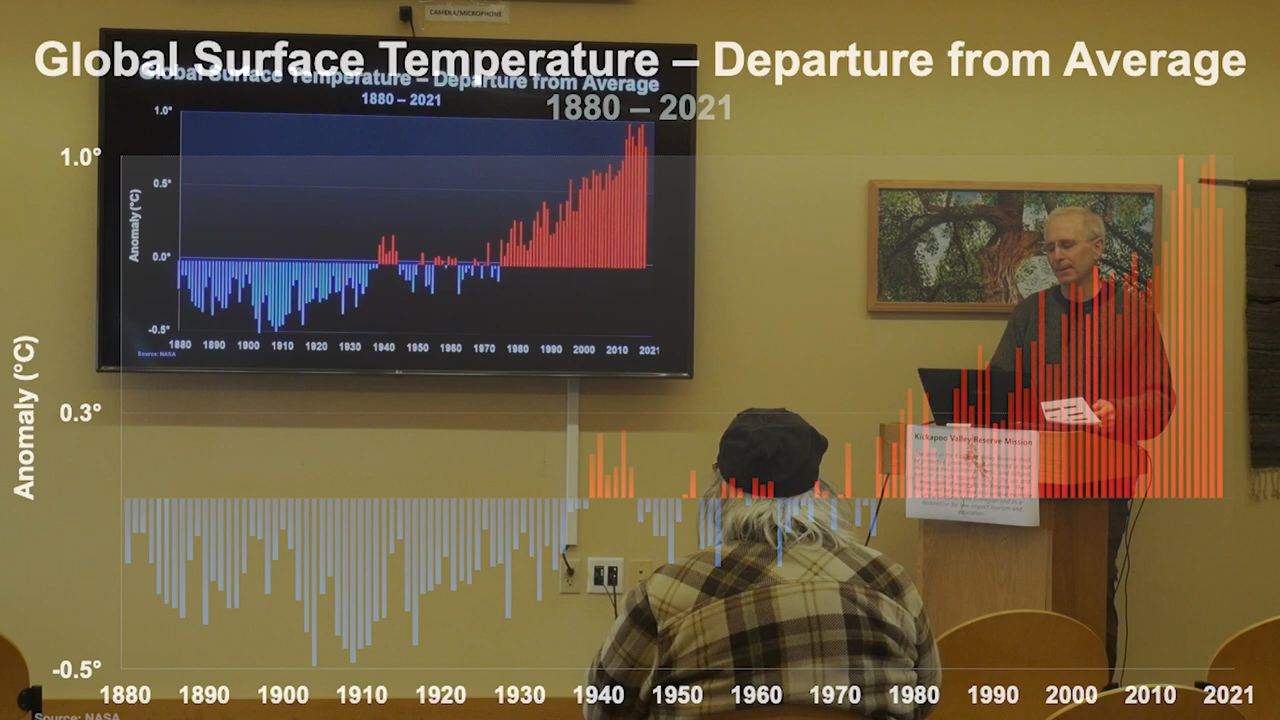 CAMERA/MICROPHONE
Global Surface Temperature – Departure from Average
1880 – 2021
1.0°
0.3°
-0.5°
Anomaly (°C)
1880 1890 1900 1910 1920 1930 1940 1950 1960 1970 1980 1990 2000 2010 2021
Source: NASA
Global Surface Temperature – Departure from Average
1880 – 2021
1.0°
0.5°
0.0°
-0.5°
Anomaly (°C)
1880 1890 1900 1910 1920 1930 1940 1950 1960 1970 1980 1990 2000 2010 2021
Source: NASA
Kickapoo Valley Reserve Mission